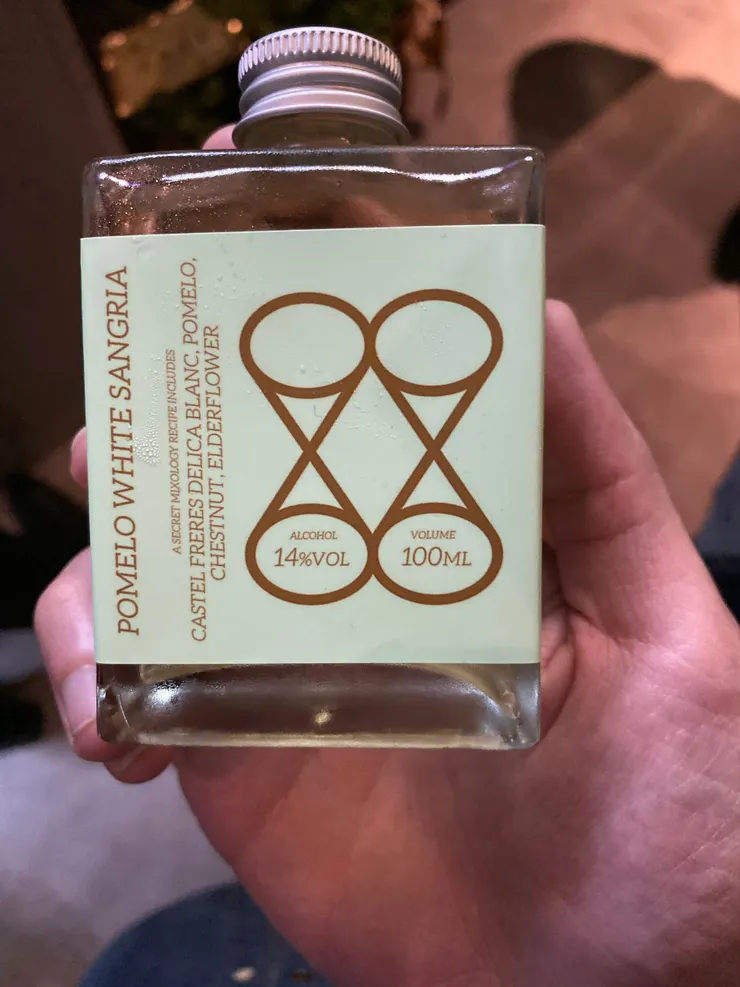 POMELO WHITE SANGRIA
A SECRET MIXOLOGY RECIPE INCLUDES
CASTEL FRERES DELICA BLANC, POMELO,
CHESTNUT, ELDERFLOWER
ALCOHOL
14%VOL
VOLUME
100ML